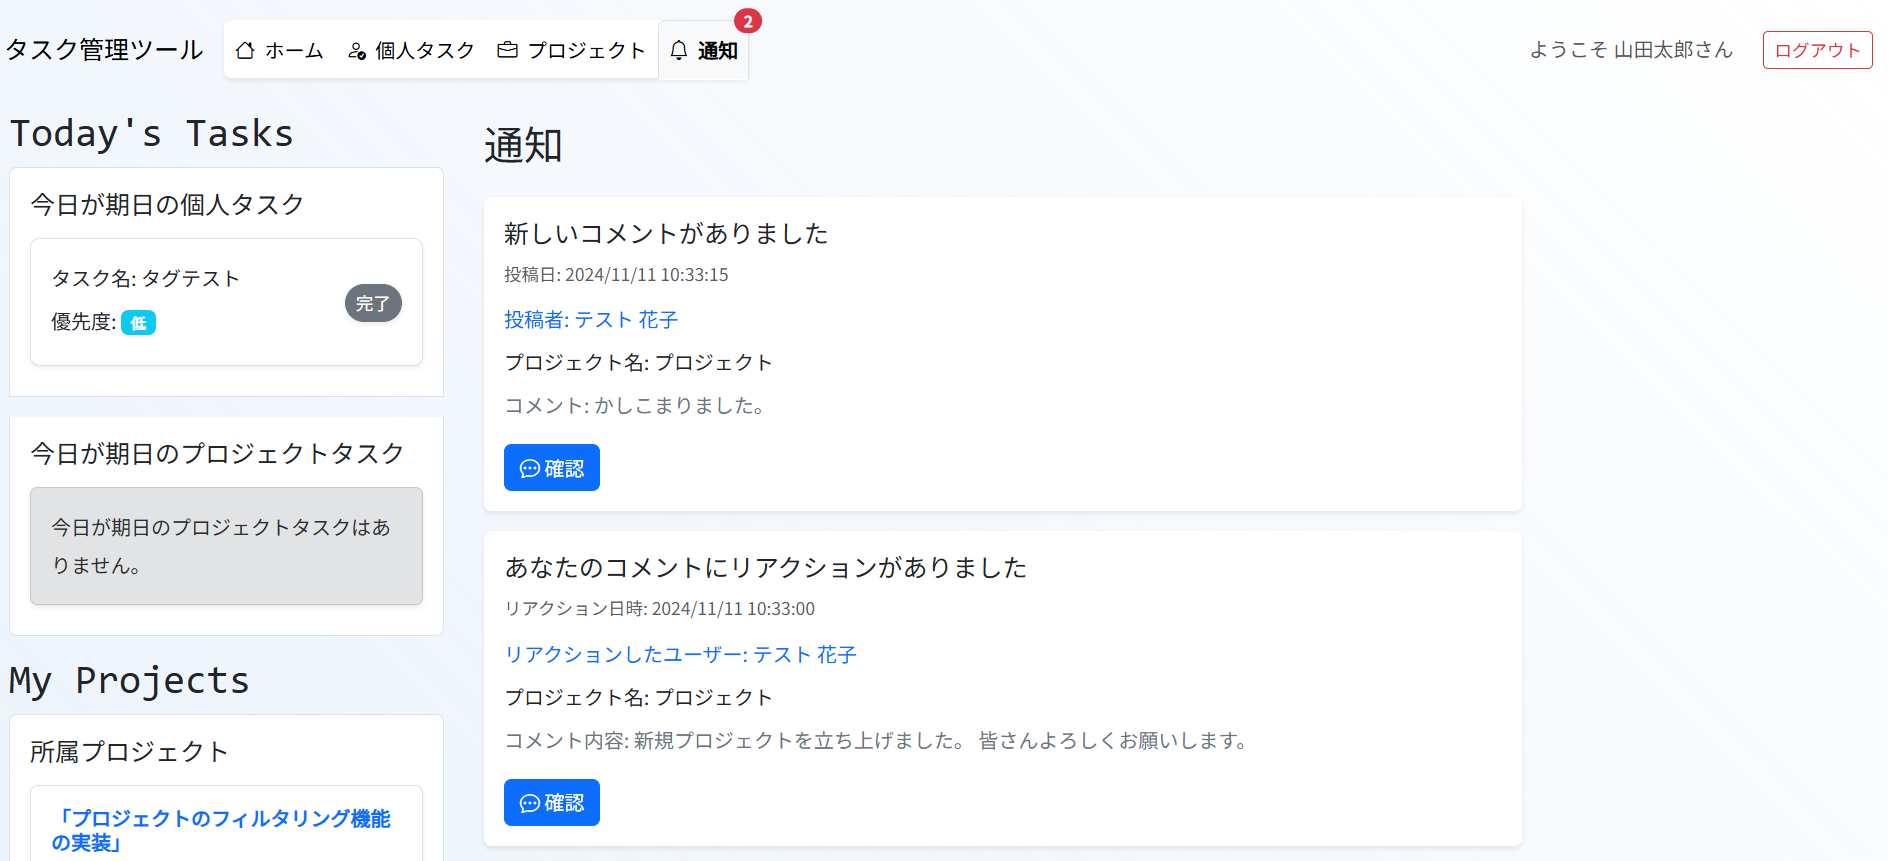 タスク管理ツール
ホーム
個人タスク
プロジェクト
通知
2
ようこそ 山田太郎さん
ログアウト
Today's Tasks
今日が期日の個人タスク
タスク名: タグテスト
優先度: 低
完了
今日が期日のプロジェクトタスク
今日が期日のプロジェクトタスクはあ
りません。
My Projects
所属プロジェクト
「プロジェクトのフィルタリング機能
の実装」
通知
新しいコメントがありました
投稿日: 2024/11/11 10:33:15
投稿者: テスト 花子
プロジェクト名: プロジェクト
コメント: かしこまりました。
確認
あなたのコメントにリアクションがありました
リアクション日時: 2024/11/11 10:33:00
リアクションしたユーザー: テスト 花子
プロジェクト名: プロジェクト
コメント内容: 新規プロジェクトを立ち上げました。 皆さんよろしくお願いします。
確認